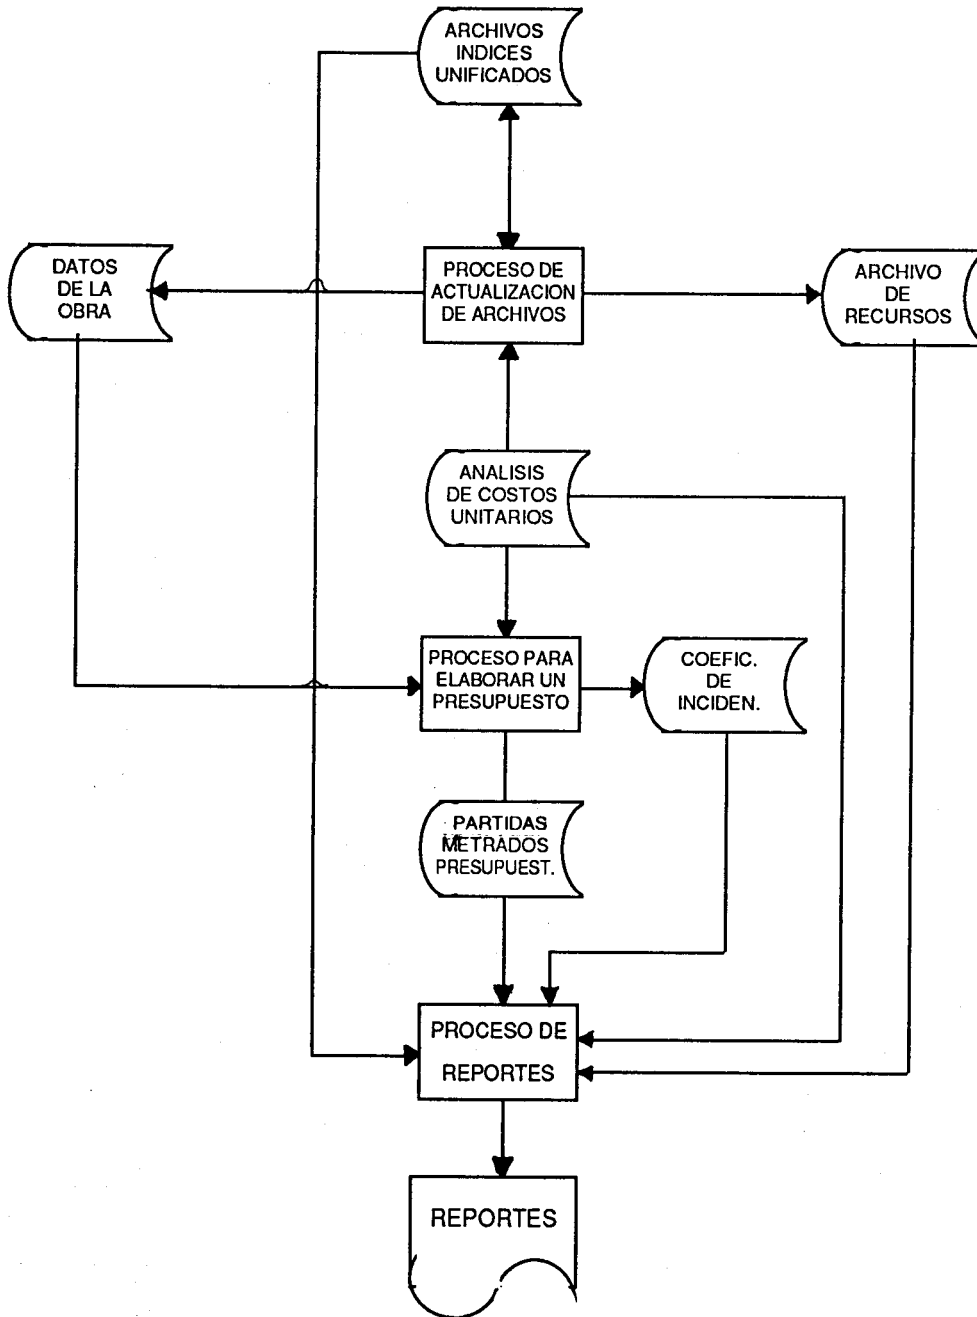 ARCHIVOS
INDICES
UNIFICADOS
DATOS
DE LA
OBRA
PROCESO DE
ACTUALIZACION
DE ARCHIVOS
ARCHIVO
DE
RECURSOS
ANALISIS
DE COSTOS
UNITARIOS
PROCESO PARA
ELABORAR UN
PRESUPUESTO
COEFIC.
DE
INCIDEN.
PARTIDAS
METRADOS
PRESUPUEST.
PROCESO DE
REPORTES
REPORTES